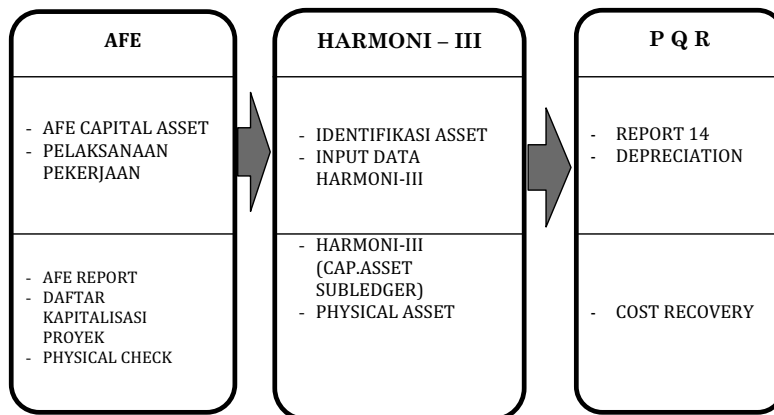 AFE
- AFE CAPITAL ASSET
- PELAKSANAAN
PEKERJAAN
- AFE REPORT
- DAFTAR
KAPITALISASI
PROYEK
- PHYSICAL CHECK
HARMONI – III
- IDENTIFIKASI ASSET
- INPUT DATA
HARMONI-III
- HARMONI-III
(CAP.ASSET
SUBLEDGER)
- PHYSICAL ASSET
P Q R
- REPORT 14
- DEPRECIATION
- COST RECOVERY